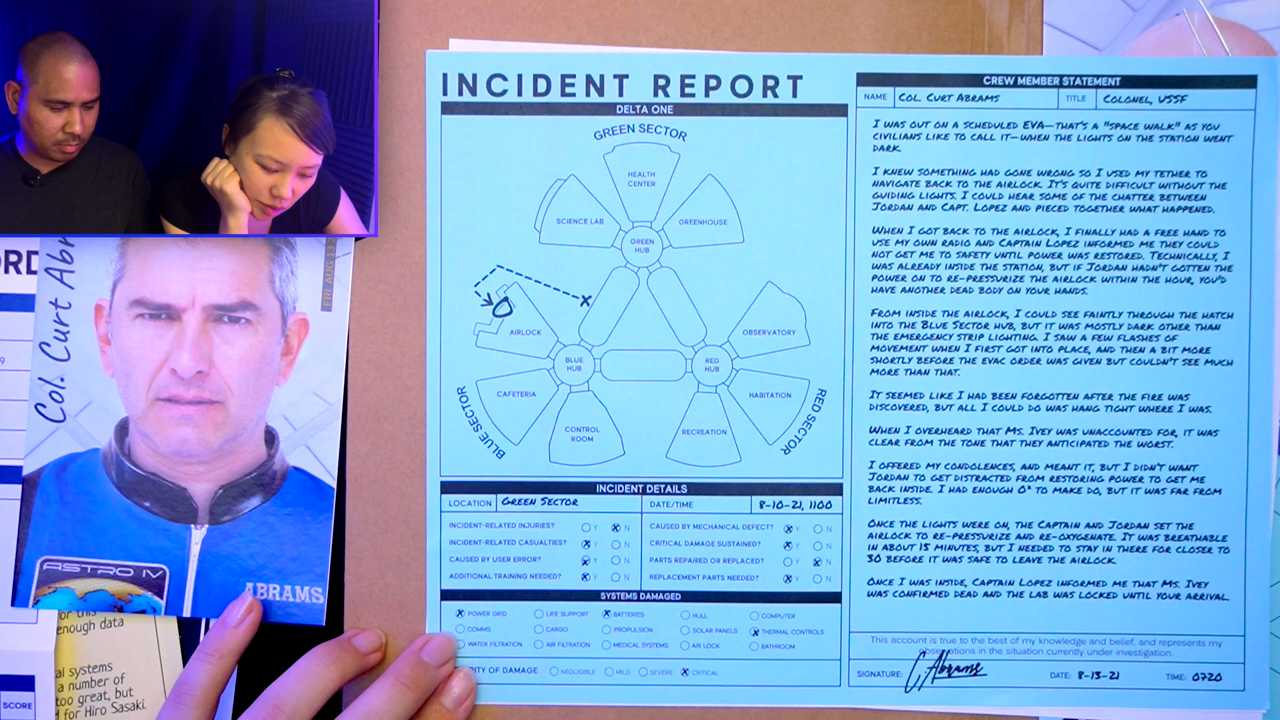 ORD
9
SCORE
Col. Curt Abr
FRI AUG 13
ASTRO IV
ABRAMS
for this
enough data
al systems
a number of
too great, but
d for Hiro Sasaki.
INCIDENT REPORT
DELTA ONE
GREEN SECTOR
HEALTH
CENTER
SCIENCE LAB
GREENHOUSE
GREEN
HUB
AIRLOCK
OBSERVATORY
BLUE
HUB
RED
HUB
CAFETERIA
HABITATION
CONTROL
ROOM
RECREATION
BLUE SECTOR
RED SECTOR
INCIDENT DETAILS
LOCATION GREEN SECTOR DATE/TIME 8-10-21, 1100
INCIDENT-RELATED INJURIES? Y X N CAUSED BY MECHANICAL DEFECT? X Y N
INCIDENT-RELATED CASUALTIES? X Y N CRITICAL DAMAGE SUSTAINED? X Y N
CAUSED BY USER ERROR? X Y N PARTS REPAIRED OR REPLACED? Y X N
ADDITIONAL TRAINING NEEDED? X Y N REPLACEMENT PARTS NEEDED? X Y N
SYSTEMS DAMAGED
X POWER GRID LIFE SUPPORT X BATTERIES HULL COMPUTER
COMMS CARGO PROPULSION SOLAR PANELS X THERMAL CONTROLS
WATER FILTRATION AIR FILTRATION MEDICAL SYSTEMS AIR LOCK BATHROOM
ITY OF DAMAGE NEGLIGIBLE MILD SEVERE X CRITICAL
CREW MEMBER STATEMENT
NAME COL. CURT ABRAMS TITLE COLONEL, USSF
I WAS OUT ON A SCHEDULED EVA—THAT'S A "SPACE WALK" AS YOU
CIVILIANS LIKE TO CALL IT—WHEN THE LIGHTS ON THE STATION WENT
DARK.
I KNEW SOMETHING HAD GONE WRONG SO I USED MY TETHER TO
NAVIGATE BACK TO THE AIRLOCK. IT'S QUITE DIFFICULT WITHOUT THE
GUIDING LIGHTS. I COULD HEAR SOME OF THE CHATTER BETWEEN
JORDAN AND CAPT. LOPEZ AND PIECED TOGETHER WHAT HAPPENED.
WHEN I GOT BACK TO THE AIRLOCK, I FINALLY HAD A FREE HAND TO
USE MY OWN RADIO AND CAPTAIN LOPEZ INFORMED ME THEY COULD
NOT GET ME TO SAFETY UNTIL POWER WAS RESTORED. TECHNICALLY, I
WAS ALREADY INSIDE THE STATION, BUT IF JORDAN HADN'T GOTTEN THE
POWER ON TO RE-PRESSURIZE THE AIRLOCK WITHIN THE HOUR, YOU'D
HAVE ANOTHER DEAD BODY ON YOUR HANDS.
FROM INSIDE THE AIRLOCK, I COULD SEE FAINTLY THROUGH THE HATCH
INTO THE BLUE SECTOR HUB, BUT IT WAS MOSTLY DARK OTHER THAN
THE EMERGENCY STRIP LIGHTING. I SAW A FEW FLASHES OF
MOVEMENT WHEN I FIRST GOT INTO PLACE, AND THEN A BIT MORE
SHORTLY BEFORE THE EVAC ORDER WAS GIVEN BUT COULDN'T SEE MUCH
MORE THAN THAT.
IT SEEMED LIKE I HAD BEEN FORGOTTEN AFTER THE FIRE WAS
DISCOVERED, BUT ALL I COULD DO WAS HANG TIGHT WHERE I WAS.
WHEN I OVERHEARD THAT MS. IVEY WAS UNACCOUNTED FOR, IT WAS
CLEAR FROM THE TONE THAT THEY ANTICIPATED THE WORST.
I OFFERED MY CONDOLENCES, AND MEANT IT, BUT I DIDN'T WANT
JORDAN TO GET DISTRACTED FROM RESTORING POWER TO GET ME
BACK INSIDE. I HAD ENOUGH O² TO MAKE DO, BUT IT WAS FAR FROM
LIMITLESS.
ONCE THE LIGHTS WERE ON, THE CAPTAIN AND JORDAN SET THE
AIRLOCK TO RE-PRESSURIZE AND RE-OXYGENATE. IT WAS BREATHABLE
IN ABOUT 15 MINUTES, BUT I NEEDED TO STAY IN THERE FOR CLOSER TO
30 BEFORE IT WAS SAFE TO LEAVE THE AIRLOCK.
ONCE I WAS INSIDE, CAPTAIN LOPEZ INFORMED ME THAT MS. IVEY
WAS CONFIRMED DEAD AND THE LAB WAS LOCKED UNTIL YOUR ARRIVAL.
This account is true to the best of my knowledge and belief, and represents my
observations in the situation currently under investigation.
SIGNATURE: C Abrams DATE: 8-13-21 TIME: 0720